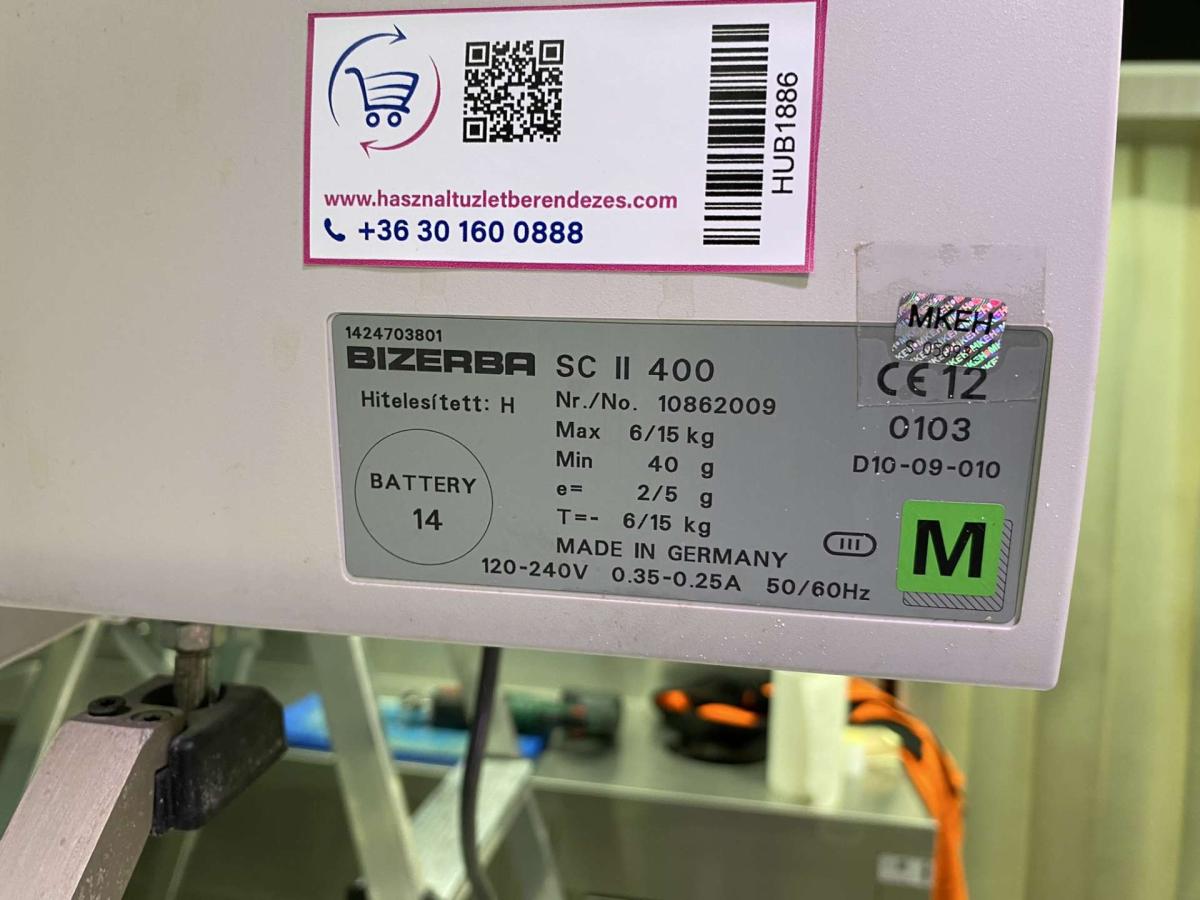 HUB1886
www.hasznaltuzletberendezes.com
+36 30 160 0888
MKEH
1424703801
BIZERBA SC II 400
Hitelesített: H
Nr./No. 10862009
Max 6/15 kg
Min 40 g
e= 2/5 g
T=- 6/15 kg
MADE IN GERMANY
120-240V 0.35-0.25A 50/60Hz
BATTERY
14
CE 12
0103
D10-09-010
III
M